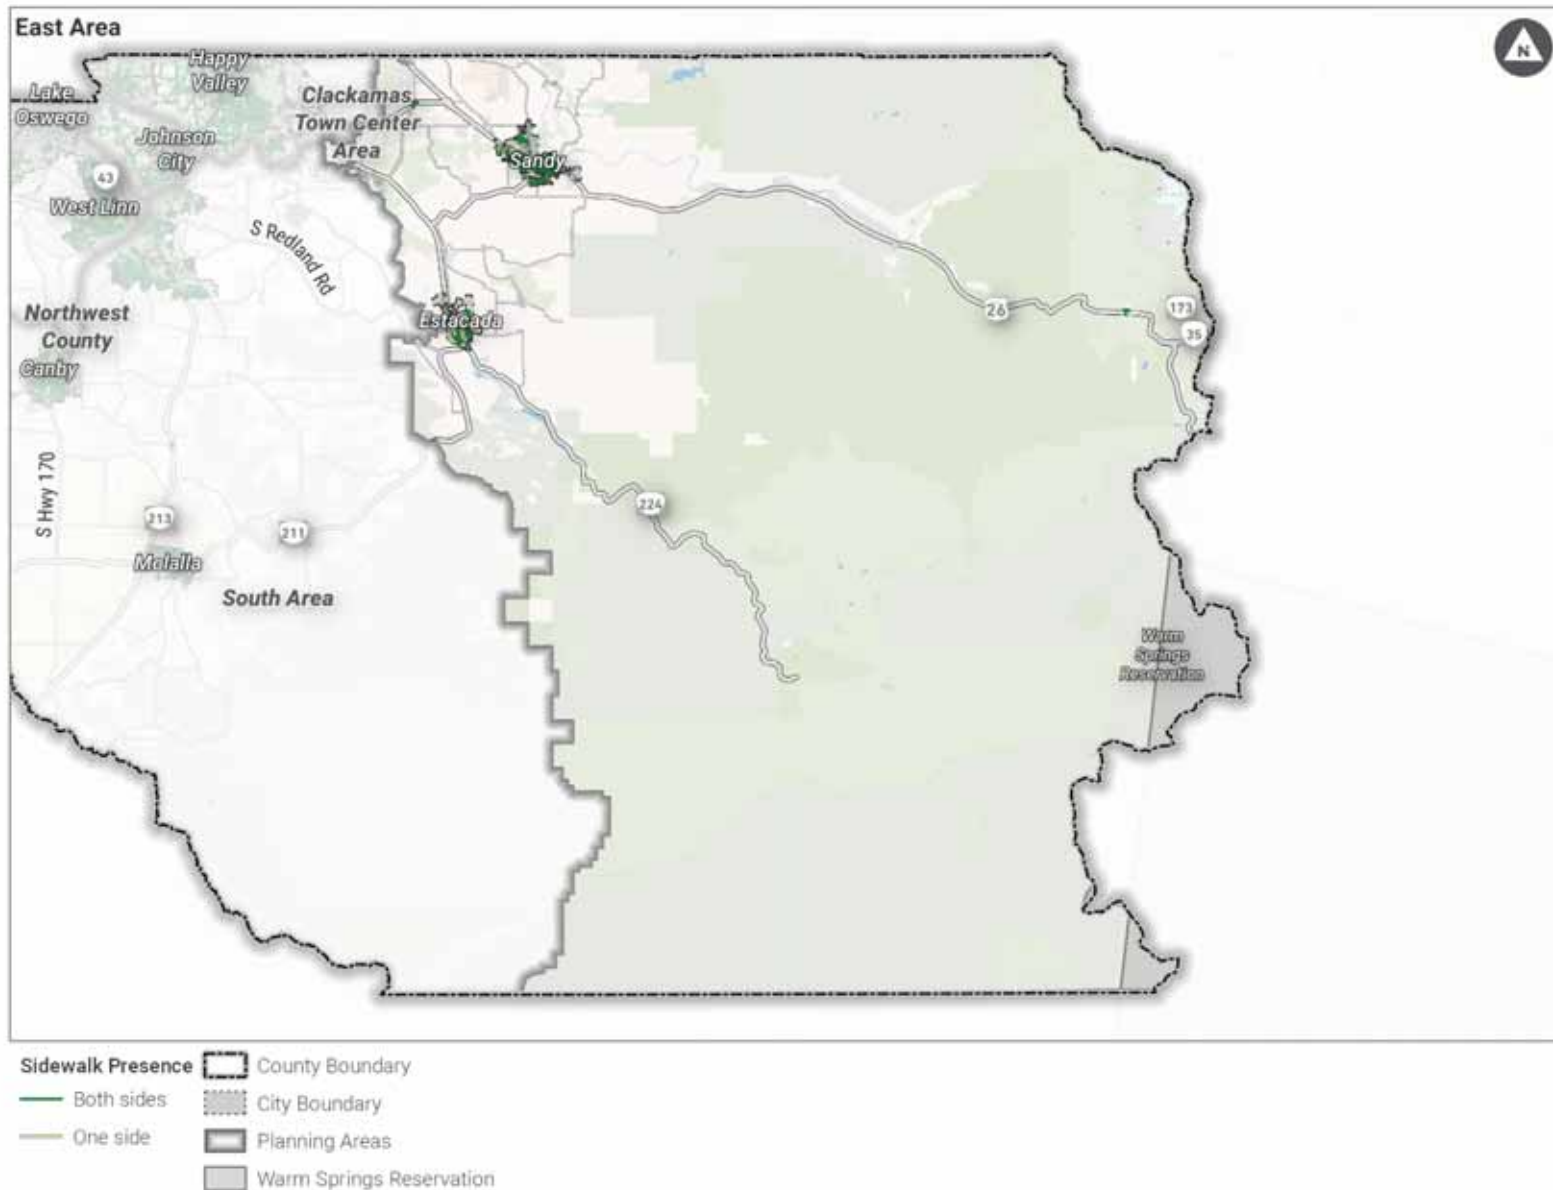 East Area
N
Happy
Valley
Lake
Oswego
Clackamas
Town Center
Area
Johnson
City
Sandy
43
West Linn
S Redland Rd
Northwest
County
Estacada
26
173
35
Canby
S Hwy 170
224
213
211
Molalla
South Area
Warm
Springs
Reservation
Sidewalk Presence
Both sides
One side
County Boundary
City Boundary
Planning Areas
Warm Springs Reservation